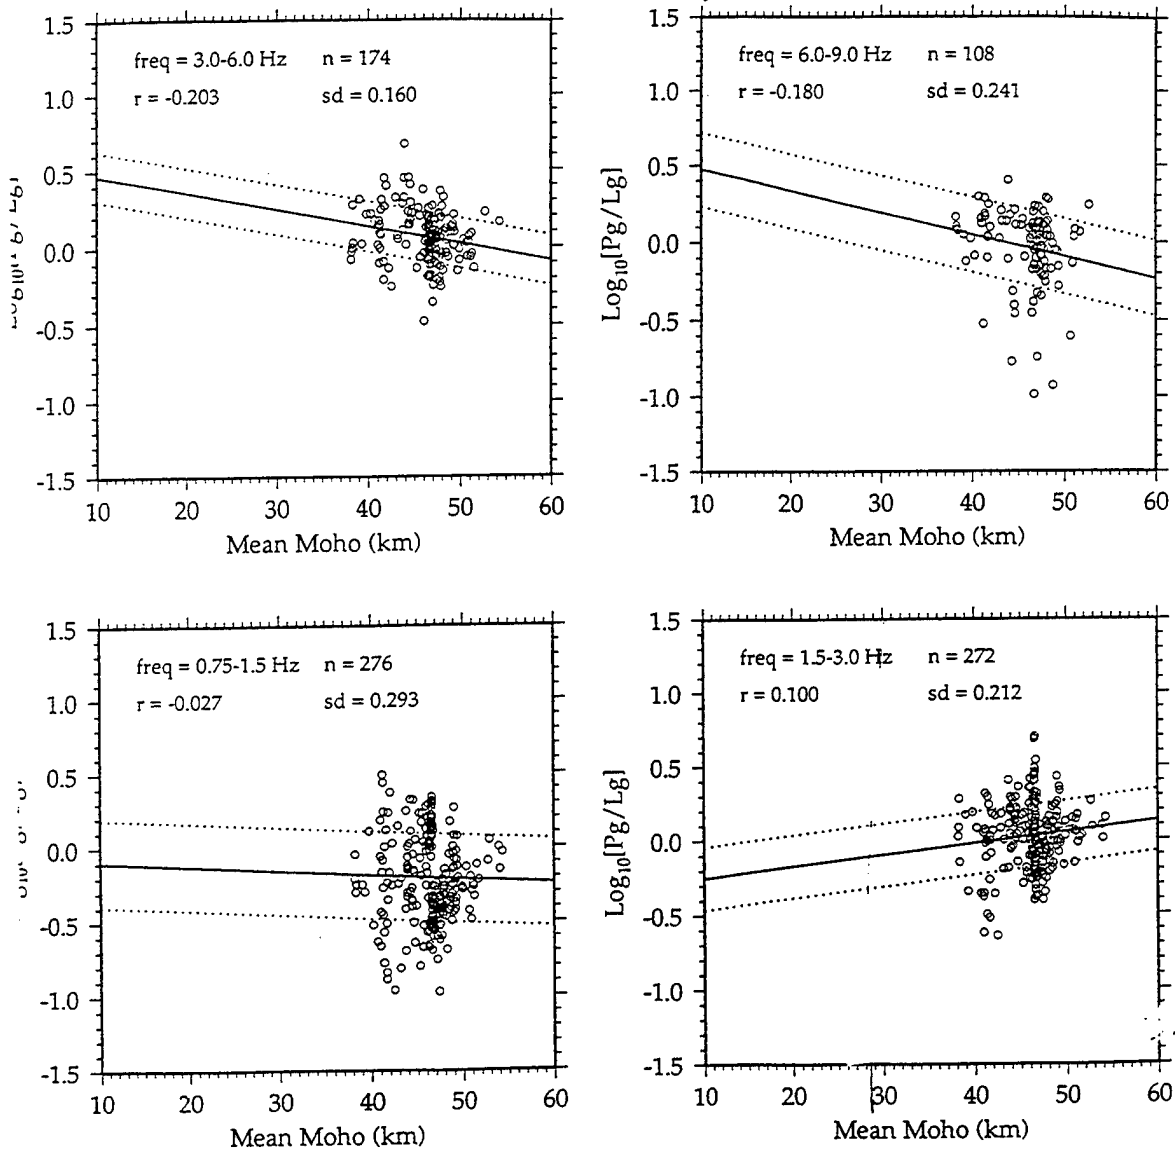 1.5
1.0
0.5
0.0
-0.5
-1.0
-1.5
freq = 3.0-6.0 Hz n = 174
r = -0.203 sd = 0.160
10 20 30 40 50 60
Mean Moho (km)
1.5
1.0
0.5
0.0
-0.5
-1.0
-1.5
Log10[Pg/Lg]
freq = 6.0-9.0 Hz n = 108
r = -0.180 sd = 0.241
10 20 30 40 50 60
Mean Moho (km)
1.5
1.0
0.5
0.0
-0.5
-1.0
-1.5
freq = 0.75-1.5 Hz n = 276
r = -0.027 sd = 0.293
10 20 30 40 50 60
Mean Moho (km)
1.5
1.0
0.5
0.0
-0.5
-1.0
-1.5
Log10[Pg/Lg]
freq = 1.5-3.0 Hz n = 272
r = 0.100 sd = 0.212
10 20 30 40 50 60
Mean Moho (km)